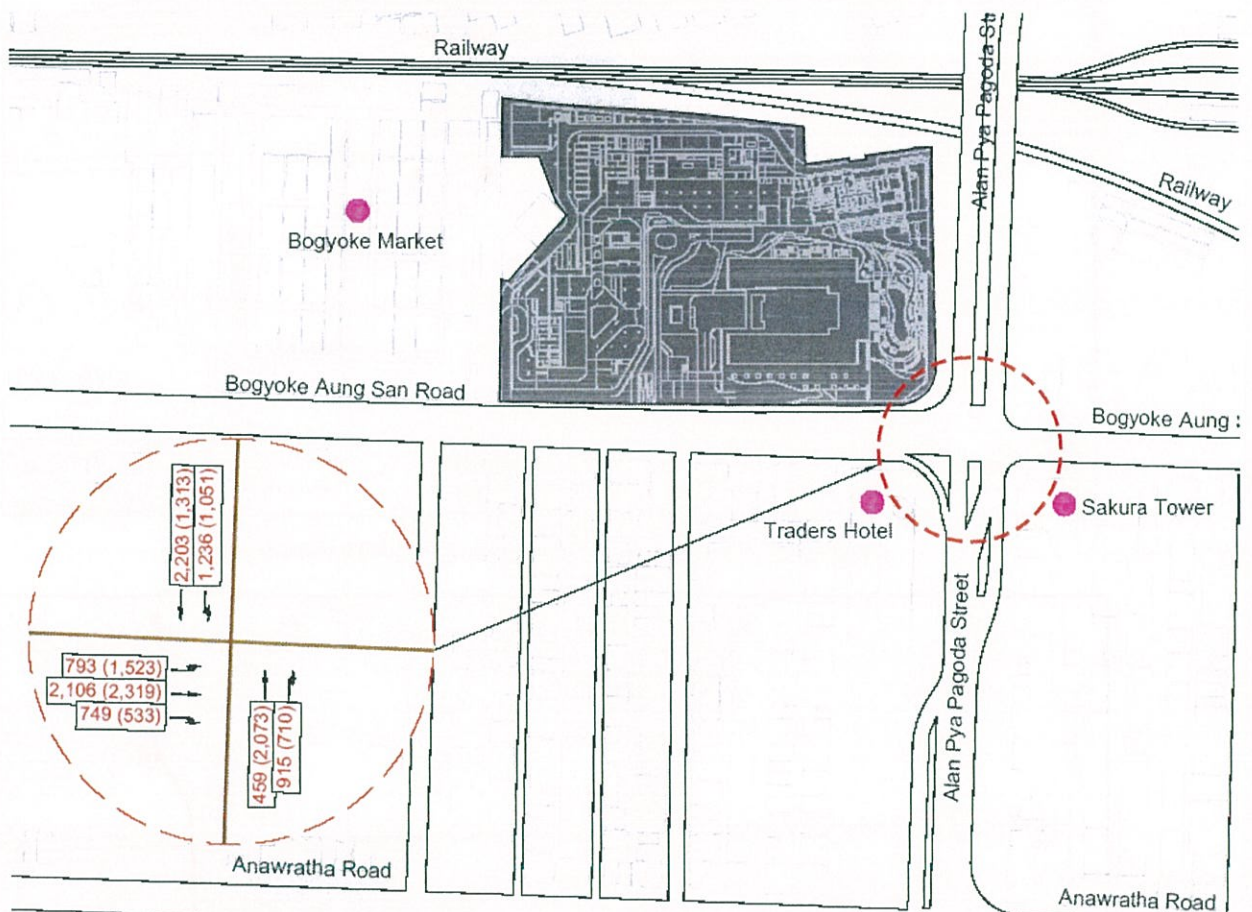 Railway
Alan Pya Pagoda Str
Railway
Bogyoke Market
Bogyoke Aung San Road
Bogyoke Aung :
Traders Hotel
Sakura Tower
2,203 (1,313)
1,236 (1,051)
793 (1,523)
2,106 (2,319)
749 (533)
459 (2,073)
915 (710)
Alan Pya Pagoda Street
Anawratha Road
Anawratha Road